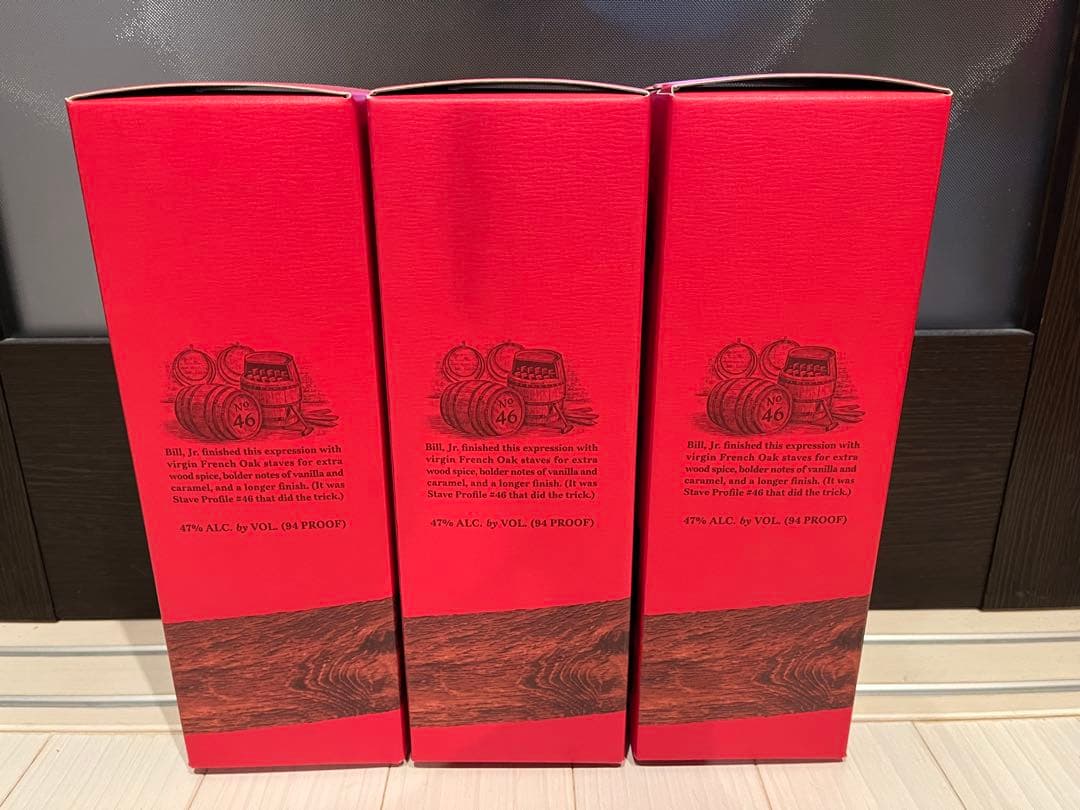 No
46
Bill, Jr. finished this expression with
virgin French Oak staves for extra
wood spice, bolder notes of vanilla and
caramel, and a longer finish. (It was
Stave Profile #46 that did the trick.)
47% ALC. by VOL. (94 PROOF)
No
46
Bill, Jr. finished this expression with
virgin French Oak staves for extra
wood spice, bolder notes of vanilla and
caramel, and a longer finish. (It was
Stave Profile #46 that did the trick.)
47% ALC. by VOL. (94 PROOF)
No
46
Bill, Jr. finished this expression with
virgin French Oak staves for extra
wood spice, bolder notes of vanilla and
caramel, and a longer finish. (It was
Stave Profile #46 that did the trick.)
47% ALC. by VOL. (94 PROOF)